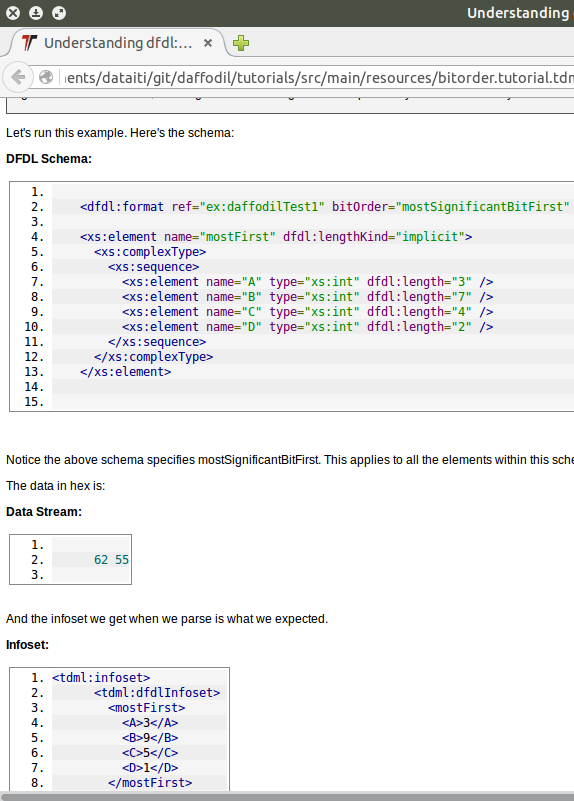 Understanding
Understanding dfdl:...
ents/dataiti/git/daffodil/tutorials/src/main/resources/bitorder.tutorial.tdm
Let's run this example. Here's the schema:
DFDL Schema:
1.
2. <dfdl:format ref="ex:daffodilTest1" bitOrder="mostSignificantBitFirst"
3.
4. <xs:element name="mostFirst" dfdl:lengthKind="implicit">
5. <xs:complexType>
6. <xs:sequence>
7. <xs:element name="A" type="xs:int" dfdl:length="3" />
8. <xs:element name="B" type="xs:int" dfdl:length="7" />
9. <xs:element name="C" type="xs:int" dfdl:length="4" />
10. <xs:element name="D" type="xs:int" dfdl:length="2" />
11. </xs:sequence>
12. </xs:complexType>
13. </xs:element>
14.
15.
Notice the above schema specifies mostSignificantBitFirst. This applies to all the elements within this sche
The data in hex is:
Data Stream:
1.
2. 62 55
3.
And the infoset we get when we parse is what we expected.
Infoset:
1. <tdml:infoset>
2. <tdml:dfdlInfoset>
3. <mostFirst>
4. <A>3</A>
5. <B>9</B>
6. <C>5</C>
7. <D>1</D>
8. </mostFirst>